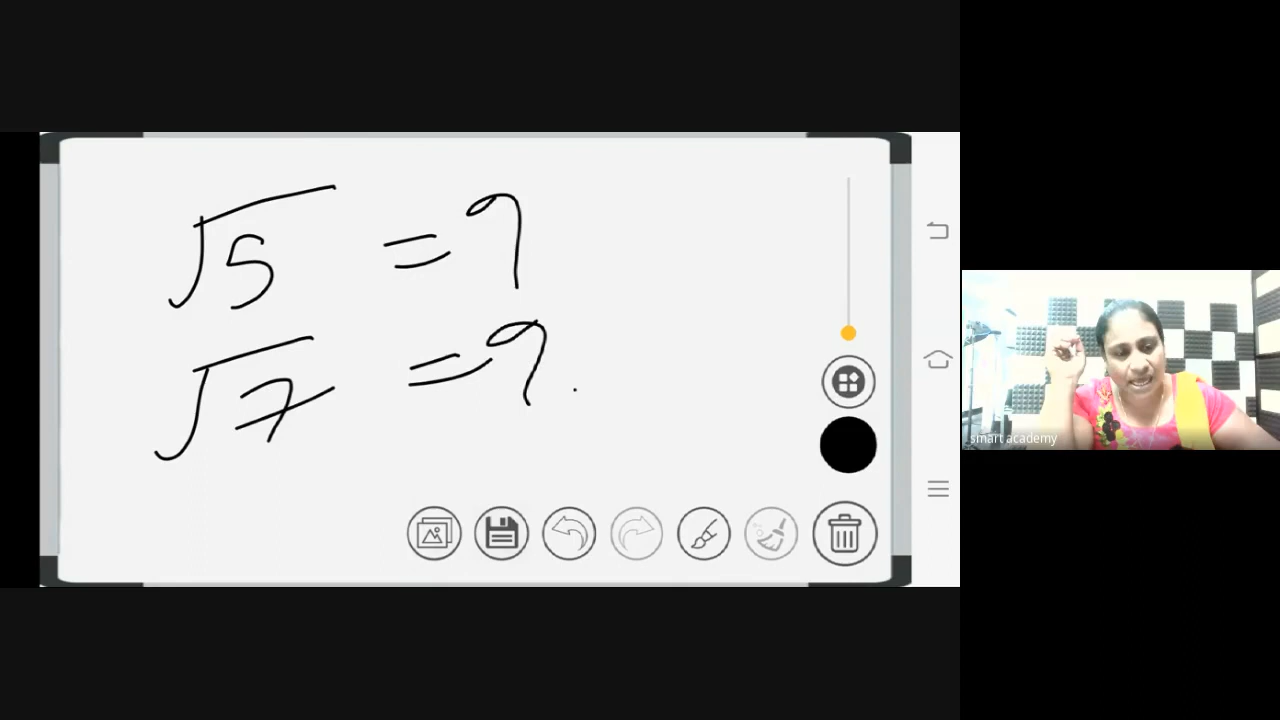 √5 = ?
√7 = ?
smart academy